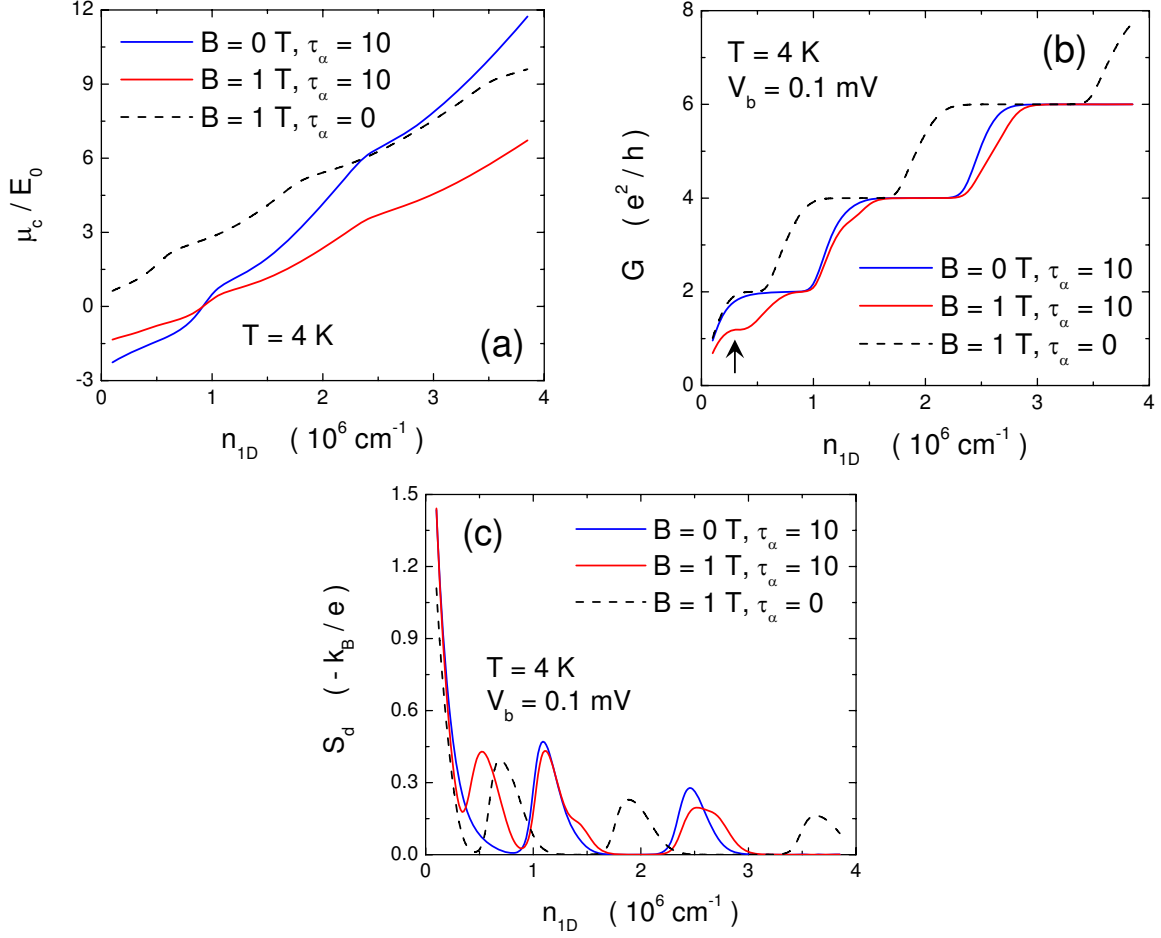 12
9
6
3
0
-3
μ_c / E_0
B = 0 T, τ_α = 10
B = 1 T, τ_α = 10
B = 1 T, τ_α = 0
T = 4 K
(a)
0 1 2 3 4
n_1D ( 10^6 cm^-1 )
8
6
4
2
0
G ( e^2 / h )
T = 4 K
V_b = 0.1 mV
(b)
B = 0 T, τ_α = 10
B = 1 T, τ_α = 10
B = 1 T, τ_α = 0
0 1 2 3 4
n_1D ( 10^6 cm^-1 )
1.5
1.2
0.9
0.6
0.3
0.0
S_d ( - k_B / e )
(c)
B = 0 T, τ_α = 10
B = 1 T, τ_α = 10
B = 1 T, τ_α = 0
T = 4 K
V_b = 0.1 mV
0 1 2 3 4
n_1D ( 10^6 cm^-1 )